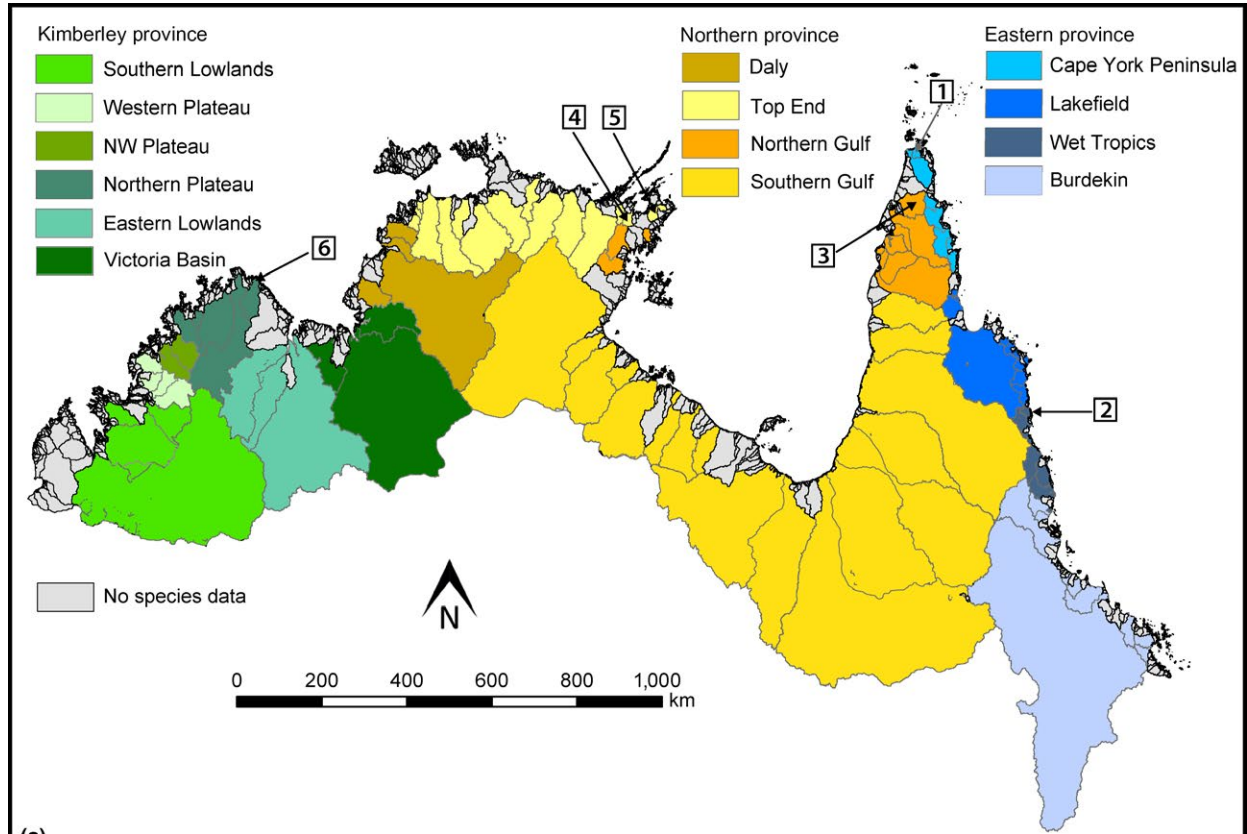 Kimberley province
Southern Lowlands
Western Plateau
NW Plateau
Northern Plateau
Eastern Lowlands
Victoria Basin
Northern province
Daly
Top End
Northern Gulf
Southern Gulf
Eastern province
Cape York Peninsula
Lakefield
Wet Tropics
Burdekin
1
4
5
3
6
2
No species data
N
0 200 400 600 800 1,000
km